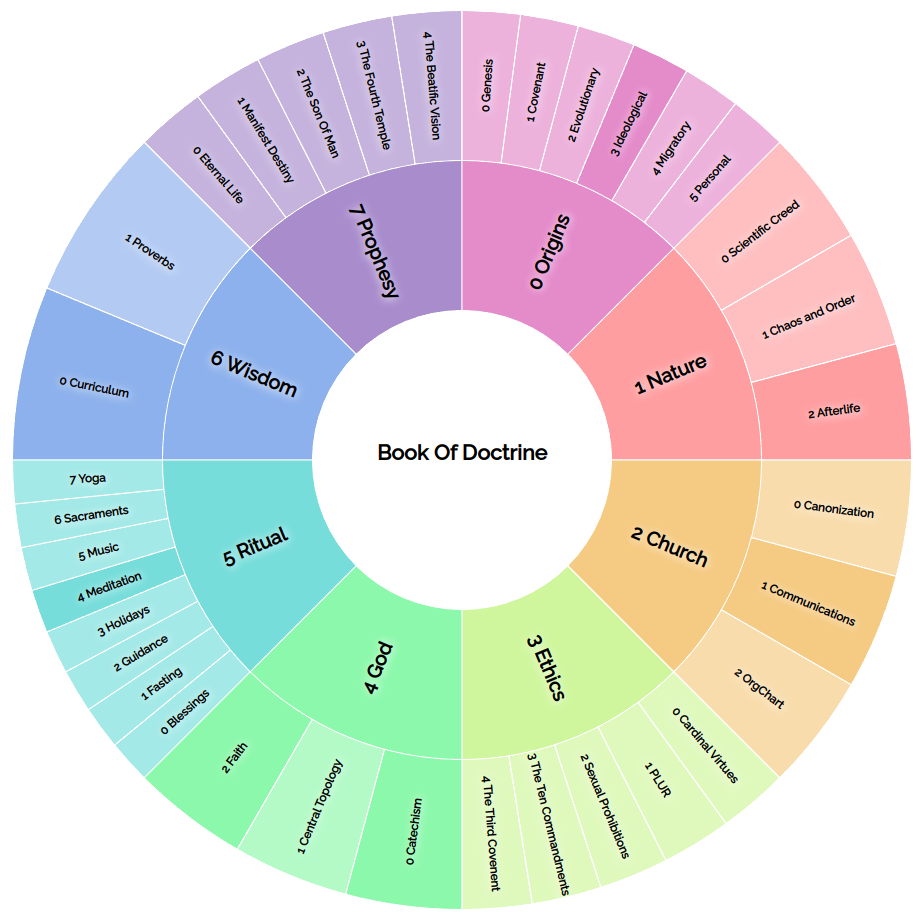 Book Of Doctrine
0 Origins
0 Genesis
1 Covenant
2 Evolutionary
3 Ideological
4 Migratory
5 Personal
1 Nature
0 Scientific Creed
1 Chaos and Order
2 Afterlife
2 Church
0 Canonization
1 Communications
2 OrgChart
3 Ethics
0 Cardinal Virtues
1 PLUR
2 Sexual Prohibitions
3 The Ten Commandments
4 The Third Covenent
4 God
0 Catechism
1 Central Topology
2 Faith
5 Ritual
0 Blessings
1 Fasting
2 Guidance
3 Holidays
4 Meditation
5 Music
6 Sacraments
7 Yoga
6 Wisdom
0 Curriculum
1 Proverbs
7 Prophesy
0 Eternal Life
1 Manifest Destiny
2 The Son Of Man
3 The Fourth Temple
4 The Beatific Vision